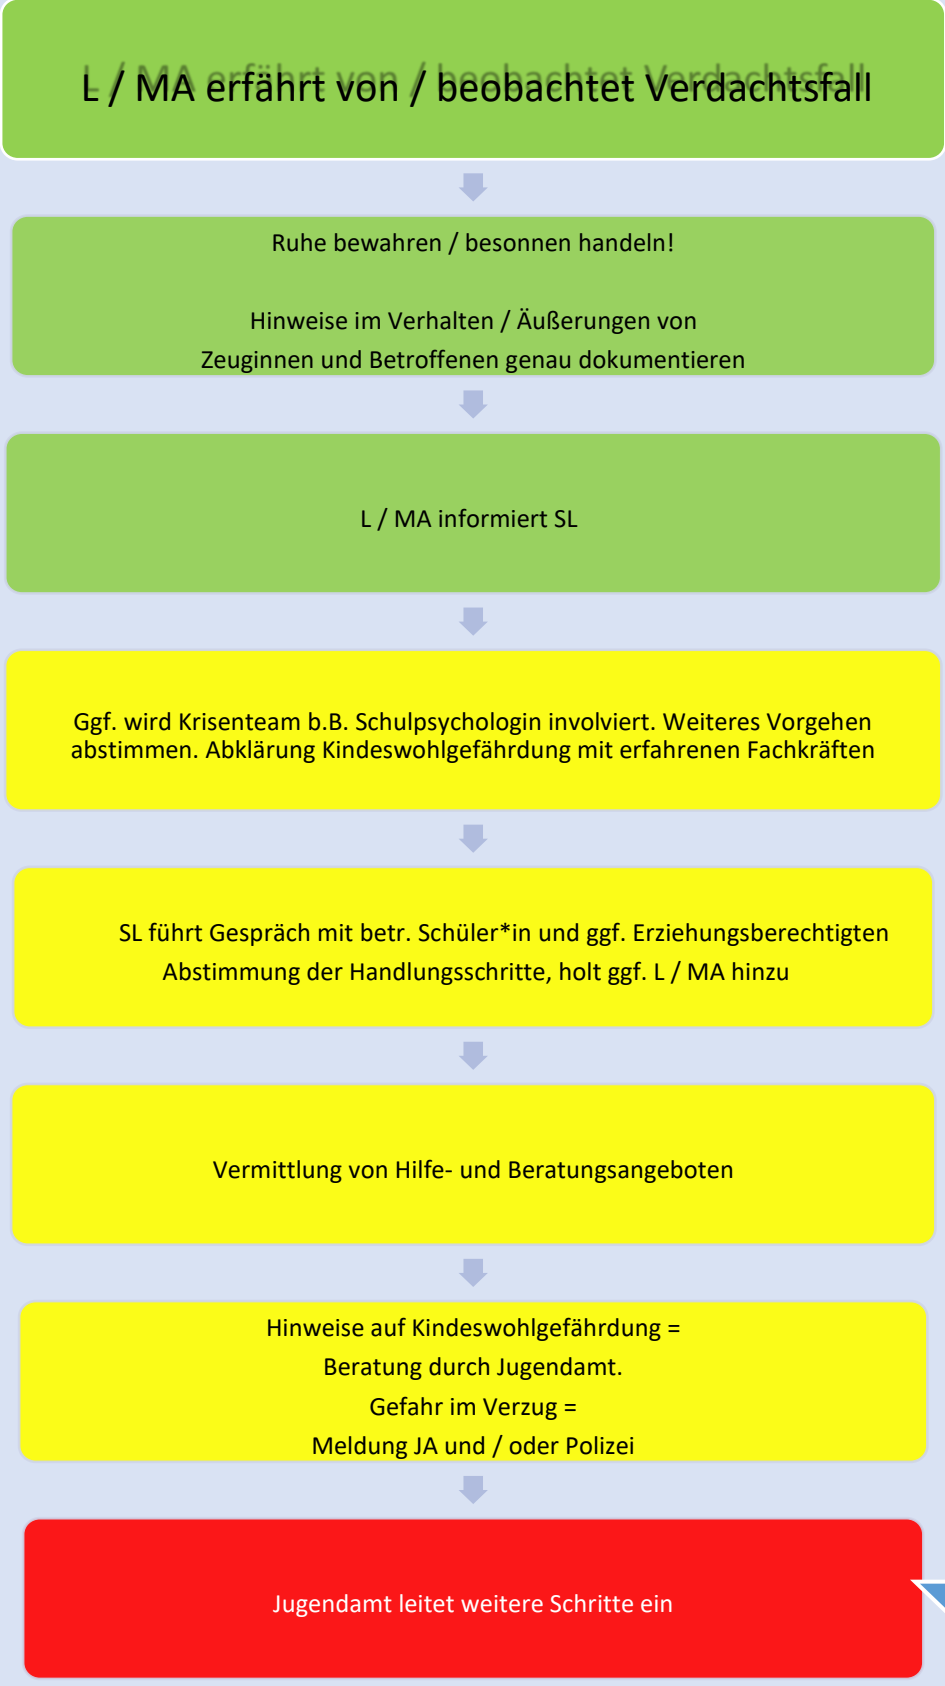 L / MA erfährt von / beobachtet Verdachtsfall
Ruhe bewahren / besonnen handeln!
Hinweise im Verhalten / Äußerungen von
Zeuginnen und Betroffenen genau dokumentieren
L / MA informiert SL
Ggf. wird Krisenteam b.B. Schulpsychologin involviert. Weiteres Vorgehen
abstimmen. Abklärung Kindeswohlgefährdung mit erfahrenen Fachkräften
SL führt Gespräch mit betr. Schüler*in und ggf. Erziehungsberechtigten
Abstimmung der Handlungsschritte, holt ggf. L / MA hinzu
Vermittlung von Hilfe- und Beratungsangeboten
Hinweise auf Kindeswohlgefährdung =
Beratung durch Jugendamt.
Gefahr im Verzug =
Meldung JA und / oder Polizei
Jugendamt leitet weitere Schritte ein